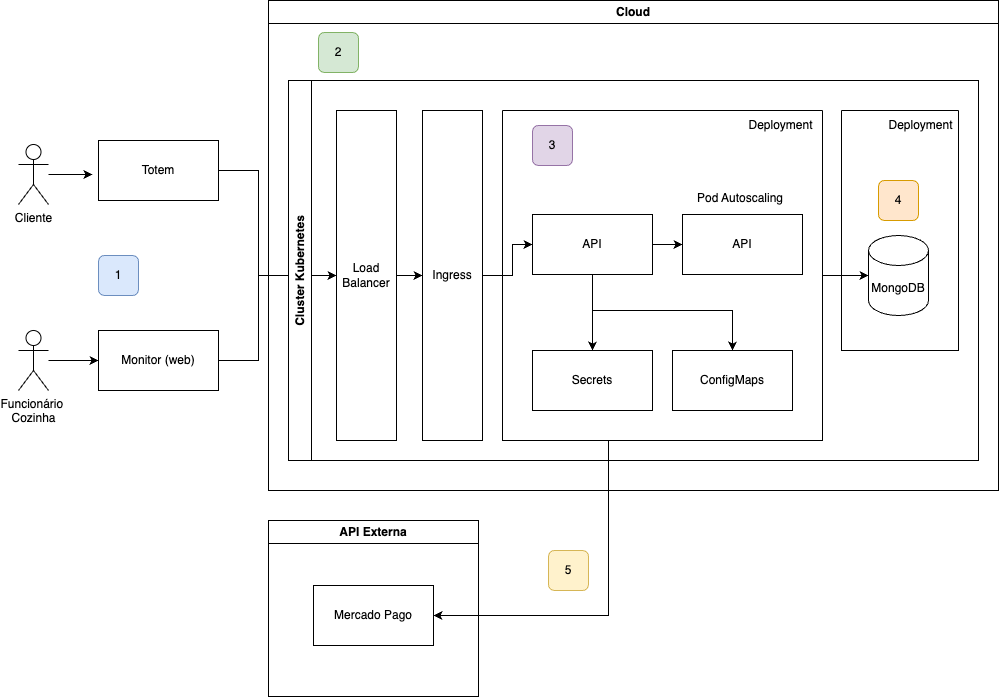 Cloud
2
Deployment
Deployment
3
Totem
Pod Autoscaling
4
Cliente
API
API
Cluster Kubernetes
1
Load
Balancer
Ingress
MongoDB
Monitor (web)
Secrets
ConfigMaps
Funcionário
Cozinha
API Externa
5
Mercado Pago